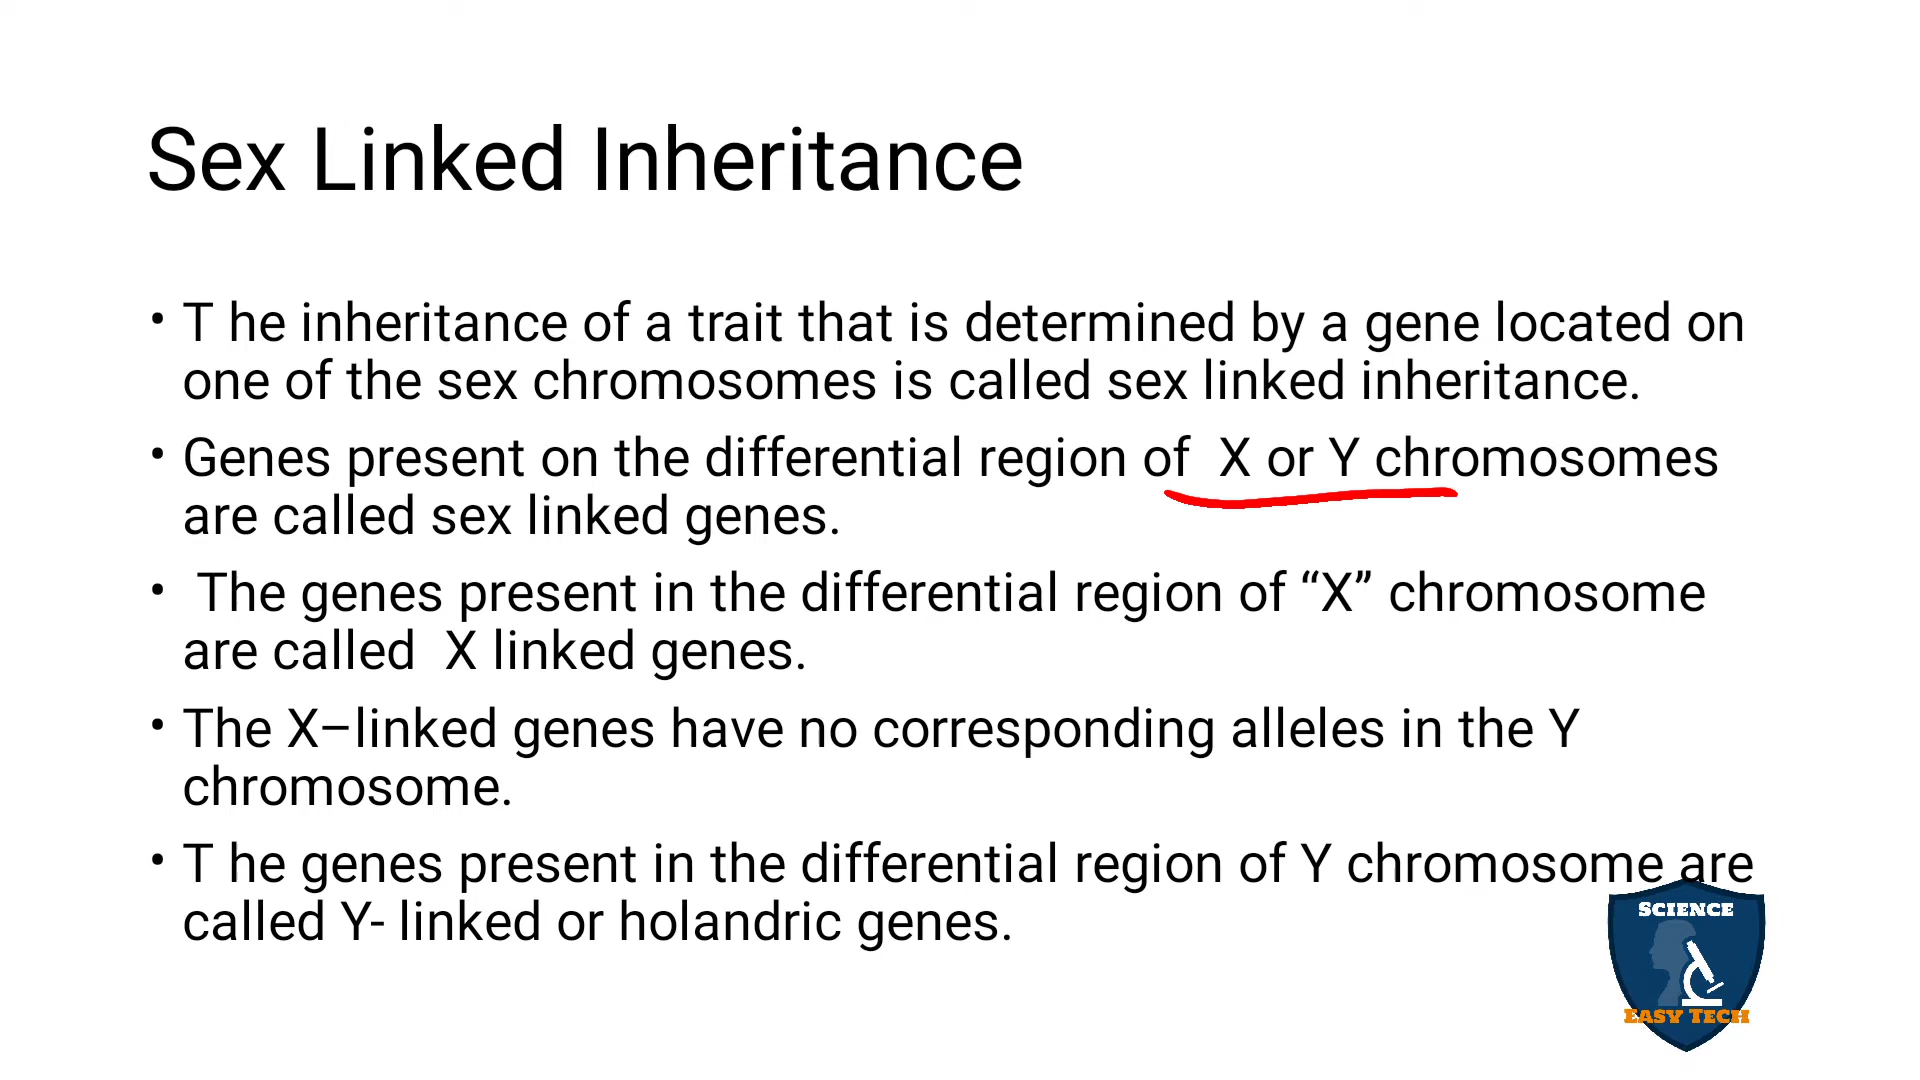 Sex Linked Inheritance
• T he inheritance of a trait that is determined by a gene located on
one of the sex chromosomes is called sex linked inheritance.
• Genes present on the differential region of  X or Y chromosomes
are called sex linked genes.
•  The genes present in the differential region of “X” chromosome
are called  X linked genes.
• The X–linked genes have no corresponding alleles in the Y
chromosome.
• T he genes present in the differential region of Y chromosome are
called Y- linked or holandric genes.
SCIENCE
EASY TECH